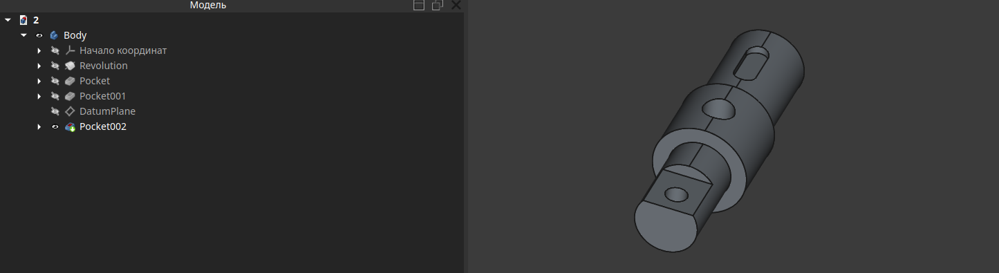 Модель
2
Body
Начало координат
Revolution
Pocket
Pocket001
DatumPlane
Pocket002